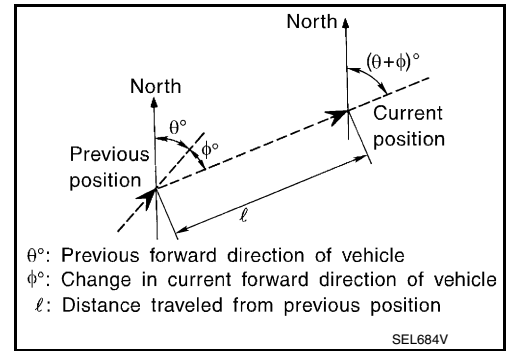 North
(θ+ϕ)°
North
θ°
ϕ°
Current
position
Previous
position
ℓ
θ°: Previous forward direction of vehicle
ϕ°: Change in current forward direction of vehicle
ℓ: Distance traveled from previous position
SEL684V